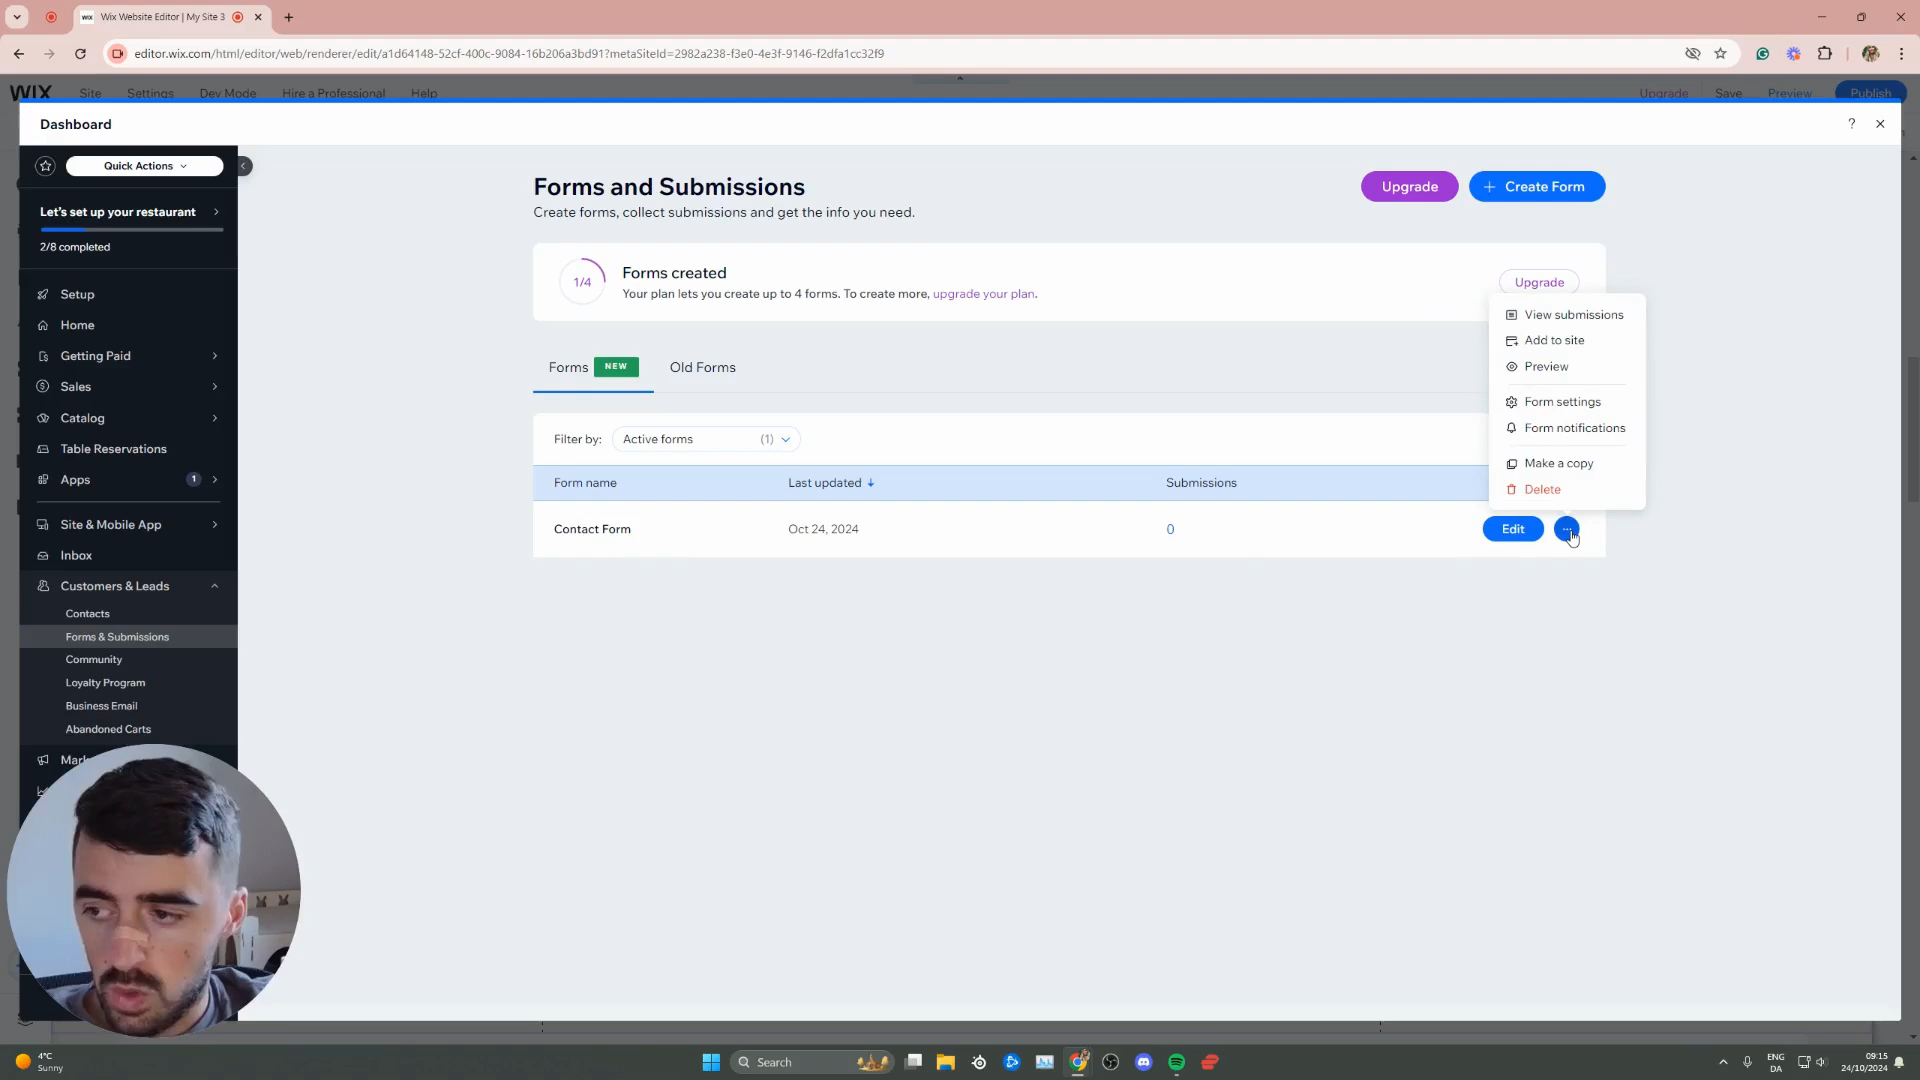 WIX Wix Website Editor | My Site 3
editor.wix.com/html/editor/web/renderer/edit/a1d64148-52cf-400c-9084-16b206a3bd91?metaSiteId=2982a238-f3e0-4e3f-9146-f2dfa1cc32f9
WIX Site Settings Dev Mode Hire a Professional Help Upgrade Save Preview Publish
Dashboard ?
Quick Actions
Let's set up your restaurant
2/8 completed
Setup
Home
Getting Paid
Sales
Catalog
Table Reservations
Apps 1
Site & Mobile App
Inbox
Customers & Leads
Contacts
Forms & Submissions
Community
Loyalty Program
Business Email
Abandoned Carts
Forms and Submissions
Create forms, collect submissions and get the info you need.
Upgrade + Create Form
1/4
Forms created
Your plan lets you create up to 4 forms. To create more, upgrade your plan.
Upgrade
Forms NEW Old Forms
Filter by: Active forms (1)
Form name Last updated Submissions
Contact Form Oct 24, 2024 0 Edit ...
View submissions
Add to site
Preview
Form settings
Form notifications
Make a copy
Delete
4°C
Sunny
Search
ENG
DA
09:15
24/10/2024